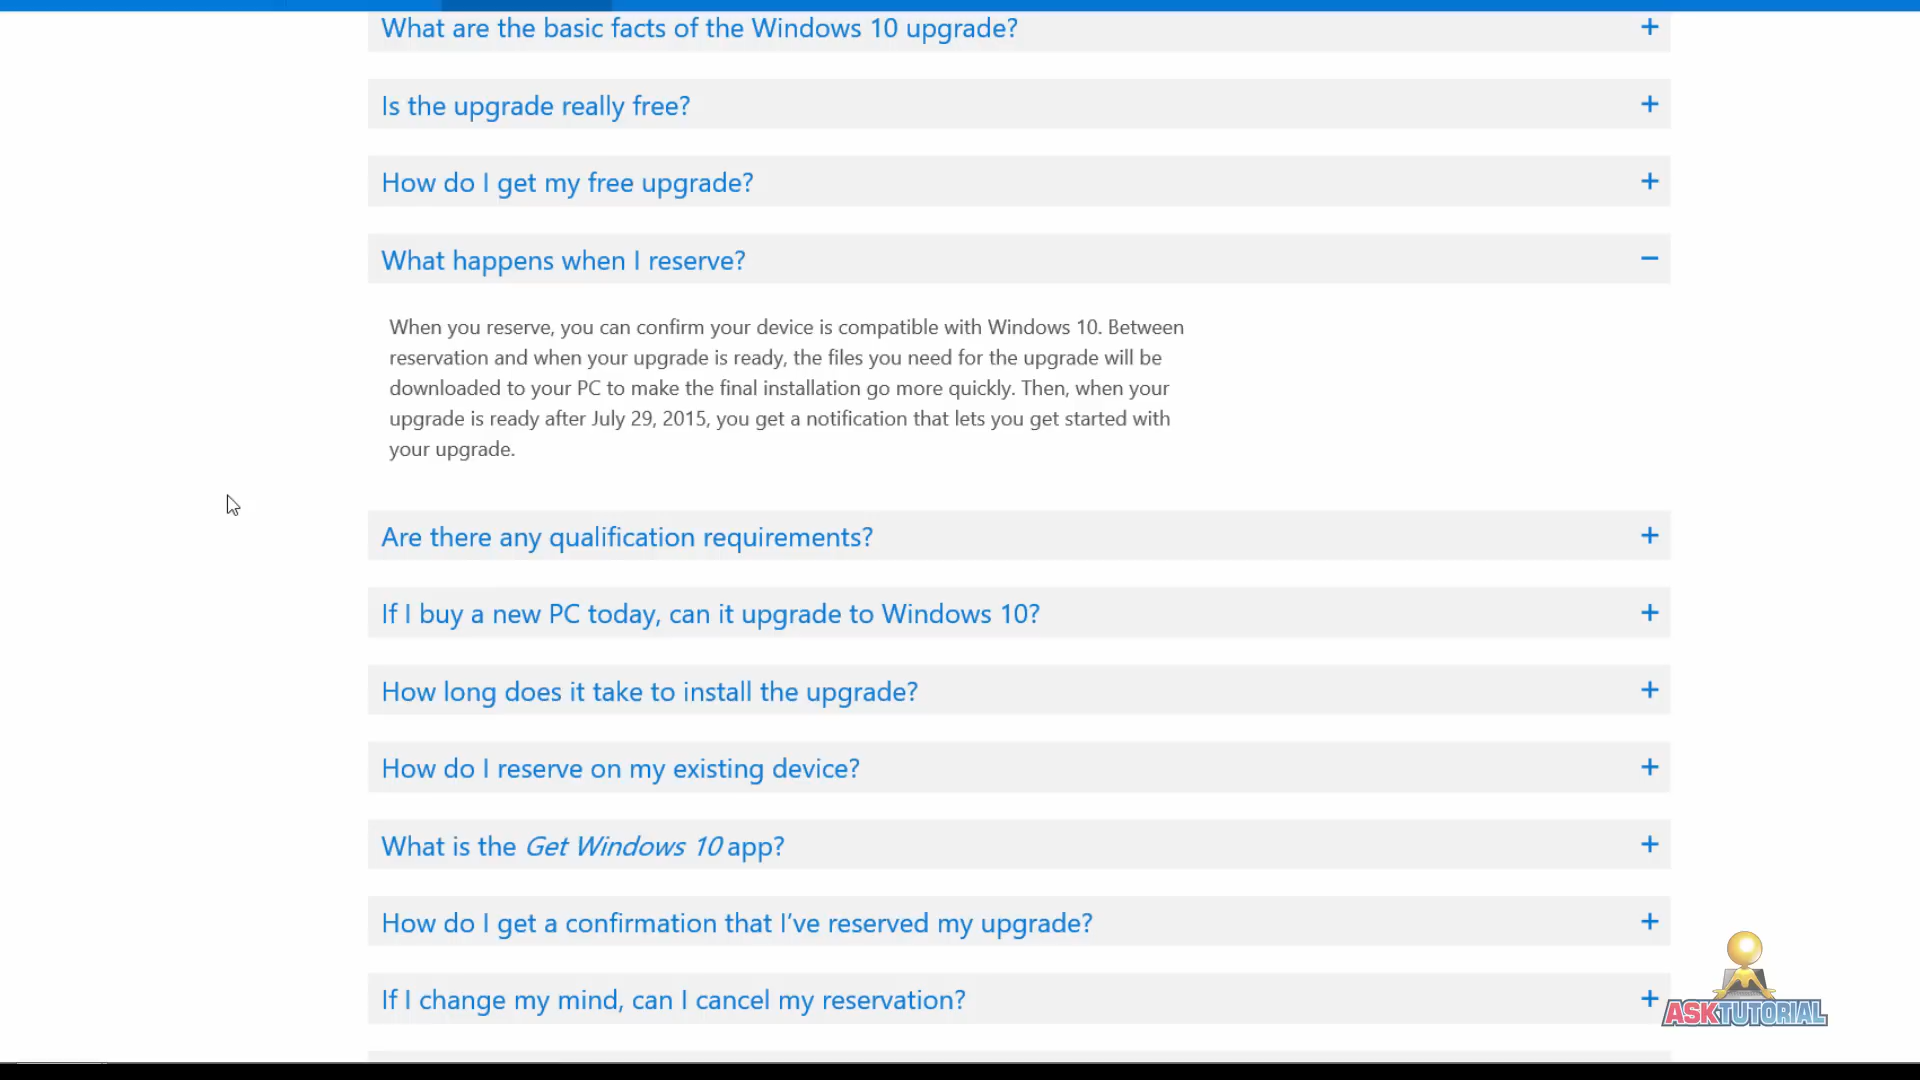 What are the basic facts of the Windows 10 upgrade?
Is the upgrade really free?
How do I get my free upgrade?
What happens when I reserve?
When you reserve, you can confirm your device is compatible with Windows 10. Between
reservation and when your upgrade is ready, the files you need for the upgrade will be
downloaded to your PC to make the final installation go more quickly. Then, when your
upgrade is ready after July 29, 2015, you get a notification that lets you get started with
your upgrade.
Are there any qualification requirements?
If I buy a new PC today, can it upgrade to Windows 10?
How long does it take to install the upgrade?
How do I reserve on my existing device?
What is the Get Windows 10 app?
How do I get a confirmation that I’ve reserved my upgrade?
If I change my mind, can I cancel my reservation?
ASKTUTORIAL